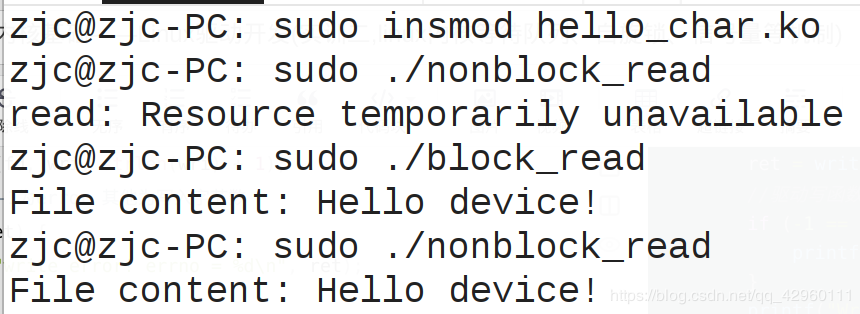 zjc@zjc-PC: sudo insmod hello_char.ko
zjc@zjc-PC: sudo ./nonblock_read
read: Resource temporarily unavailable
zjc@zjc-PC: sudo ./block_read
File content: Hello device!
zjc@zjc-PC: sudo ./nonblock_read
File content: Hello device!
https://blog.csdn.net/qq_42960111